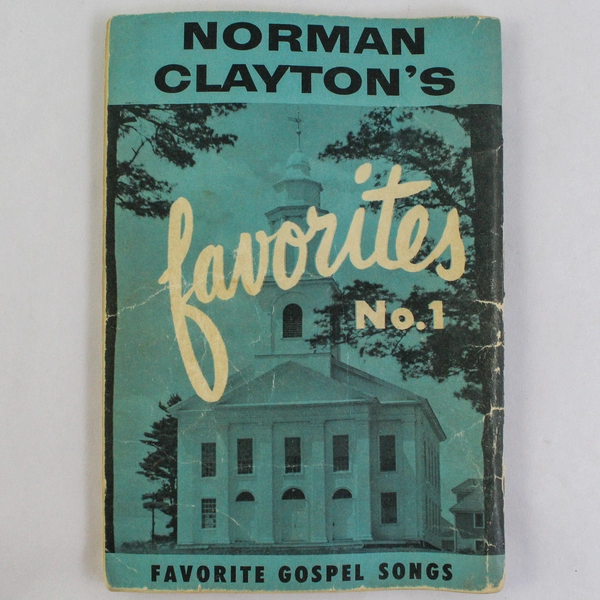 NORMAN
CLAYTON'S
favorites
No.1
FAVORITE GOSPEL SONGS